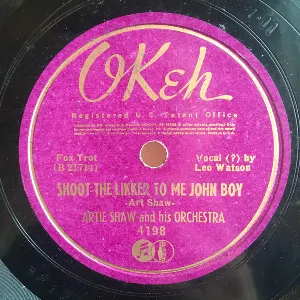 OKeh
Registered U.S. Patent Office
Fox Trot
(B 21711)
Vocal (?) by
Leo Watson
SHOOT THE LIKKER TO ME JOHN BOY
-Art Shaw-
ARTIE SHAW and his ORCHESTRA
4198